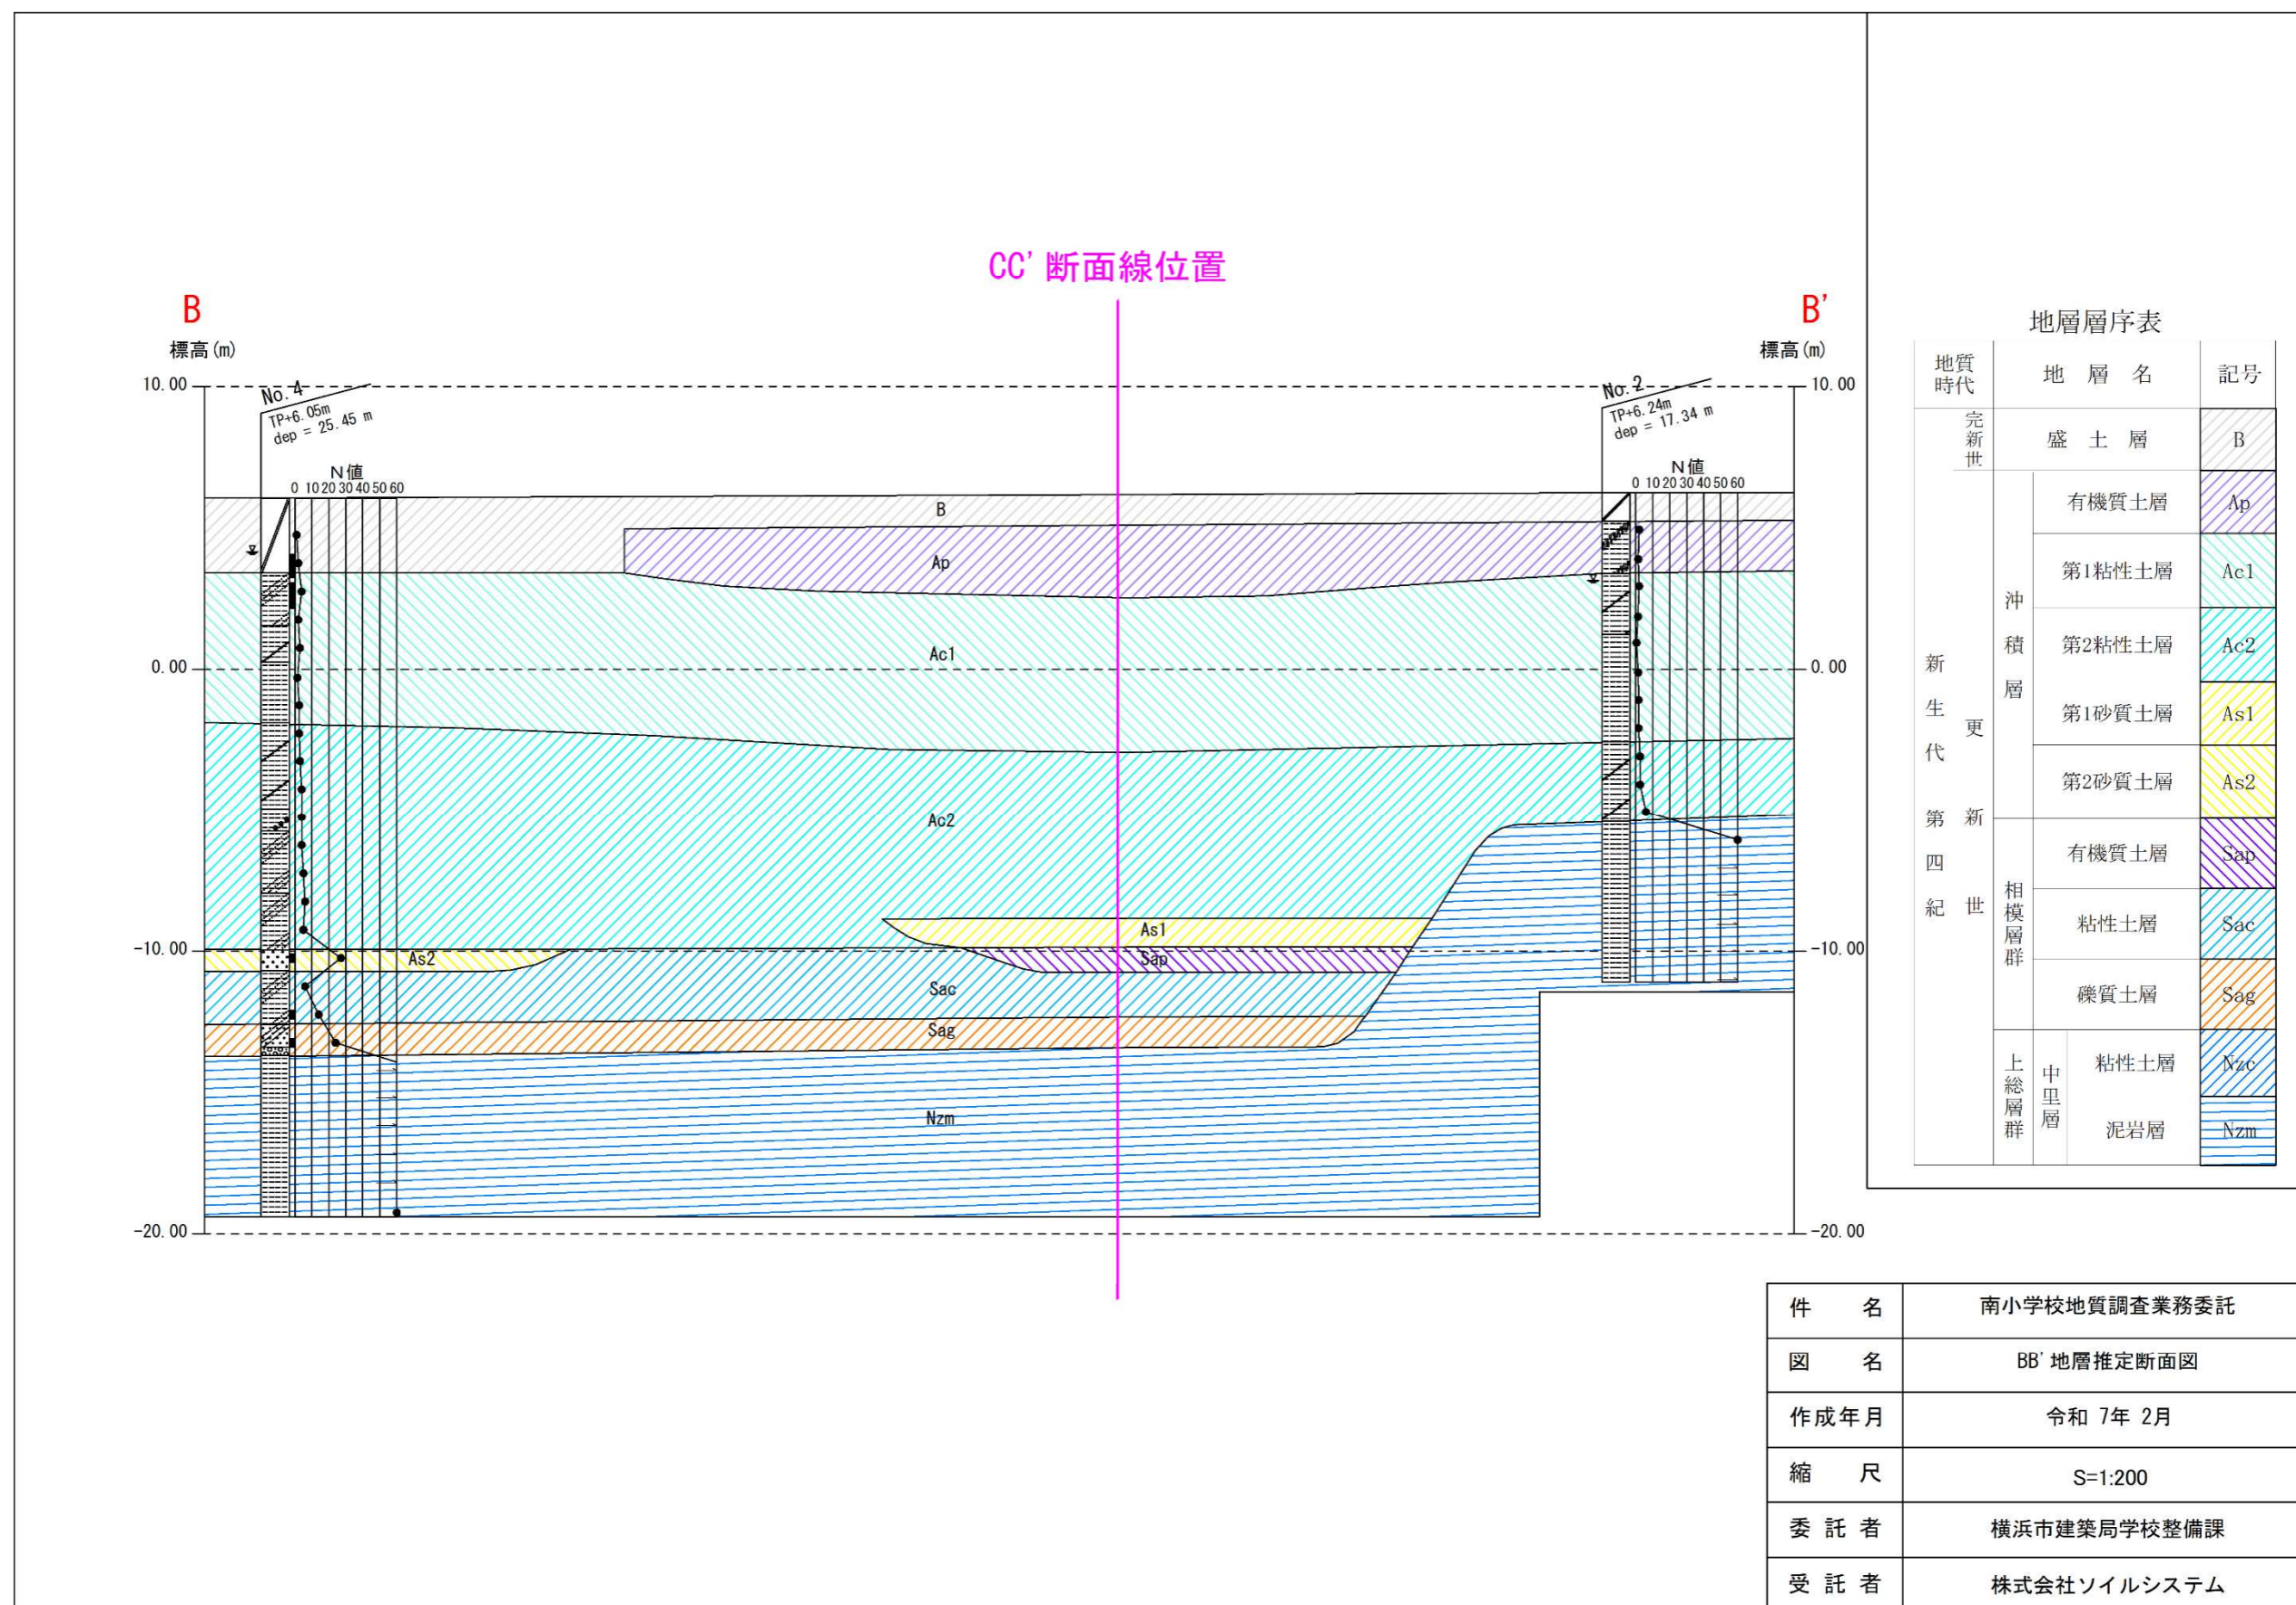 CC' 断面線位置
B
B'
標高(m)
標高(m)
10.00
10.00
No.4
TP+6.05m
dep = 25.45 m
No.2
TP+6.24m
dep = 17.34 m
N値
0 10 20 30 40 50 60
N値
0 10 20 30 40 50 60
B
Ap
Ac1
0.00
0.00
Ac2
As1
-10.00
-10.00
As2
Sap
Sac
Sag
Nzm
-20.00
-20.00
地層層序表
地質時代
地層名
記号
新生代 第四紀
完新世
盛土層
B
更新世
沖積層
有機質土層
Ap
第1粘性土層
Ac1
第2粘性土層
Ac2
第1砂質土層
As1
第2砂質土層
As2
相模層群
有機質土層
Sap
粘性土層
Sac
礫質土層
Sag
上総層群
中里層
粘性土層
Nzc
泥岩層
Nzm
件名 南小学校地質調査業務委託
図名 BB' 地層推定断面図
作成年月 令和 7年 2月
縮尺 S=1:200
委託者 横浜市建築局学校整備課
受託者 株式会社ソイルシステム